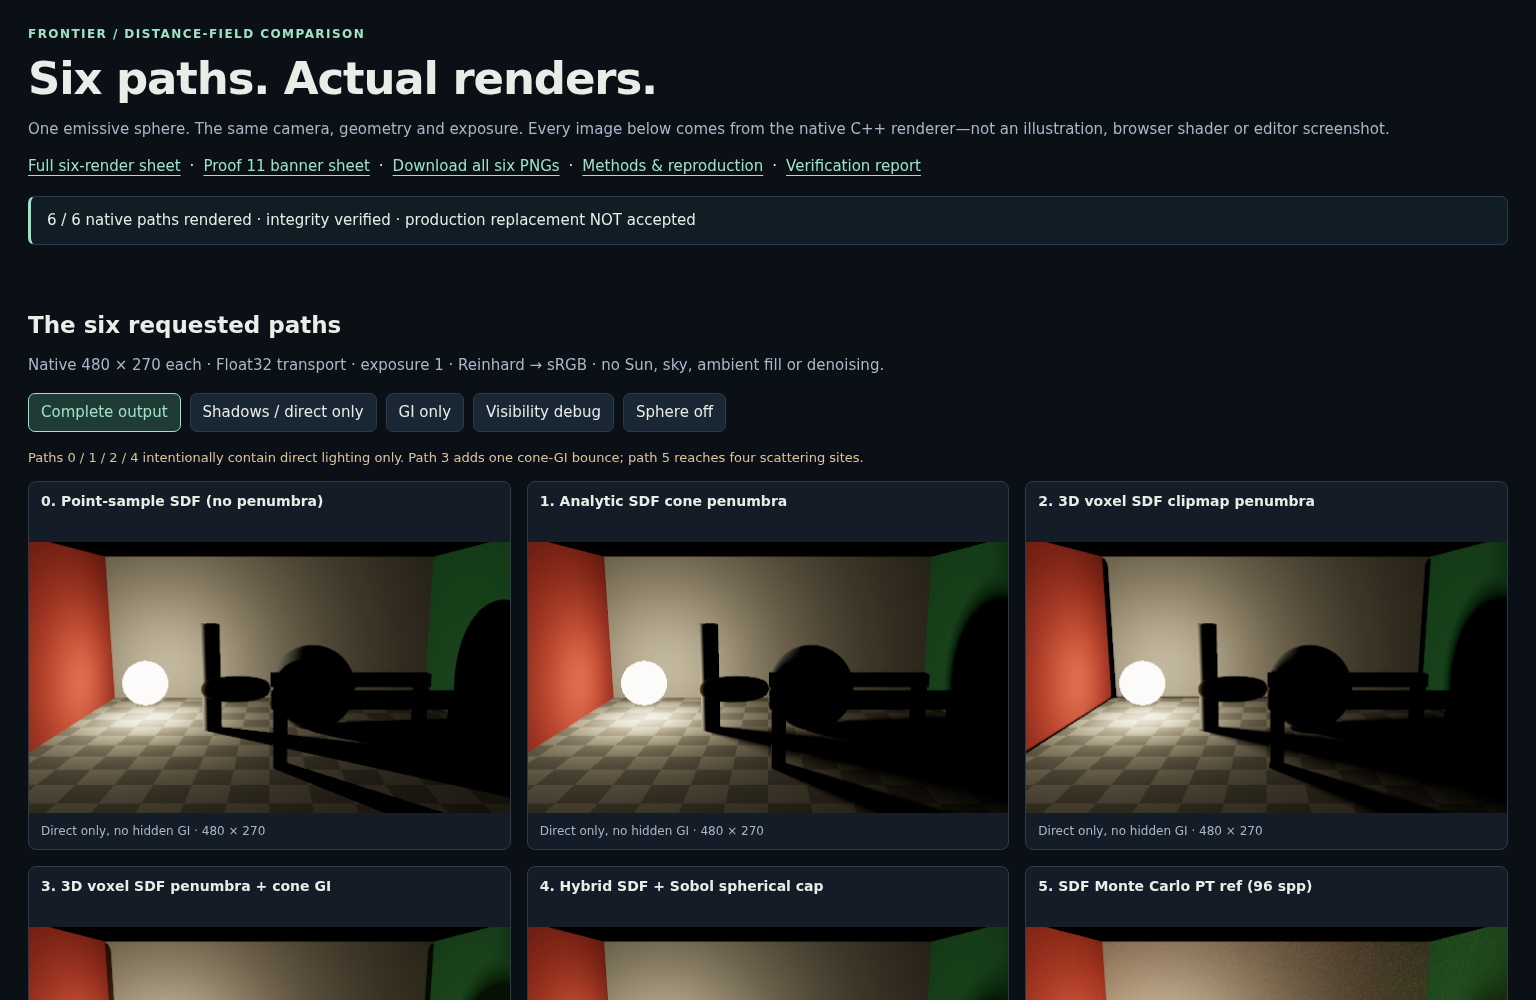 FRONTIER / DISTANCE-FIELD COMPARISON
Six paths. Actual renders.
One emissive sphere. The same camera, geometry and exposure. Every image below comes from the native C++ renderer—not an illustration, browser shader or editor screenshot.
Full six-render sheet · Proof 11 banner sheet · Download all six PNGs · Methods & reproduction · Verification report
6 / 6 native paths rendered · integrity verified · production replacement NOT accepted
The six requested paths
Native 480 × 270 each · Float32 transport · exposure 1 · Reinhard → sRGB · no Sun, sky, ambient fill or denoising.
Complete output Shadows / direct only GI only Visibility debug Sphere off
Paths 0 / 1 / 2 / 4 intentionally contain direct lighting only. Path 3 adds one cone-GI bounce; path 5 reaches four scattering sites.
0. Point-sample SDF (no penumbra)
Direct only, no hidden GI · 480 × 270
1. Analytic SDF cone penumbra
Direct only, no hidden GI · 480 × 270
2. 3D voxel SDF clipmap penumbra
Direct only, no hidden GI · 480 × 270
3. 3D voxel SDF penumbra + cone GI
4. Hybrid SDF + Sobol spherical cap
5. SDF Monte Carlo PT ref (96 spp)